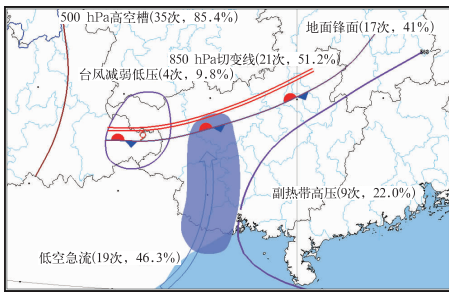 500 hPa高空槽(35次，85.4%)
地面锋面(17次，41%)
850 hPa切变线(21次，51.2%)
台风减弱低压(4次，9.8%)
副热带高压(9次，22.0%)
低空急流(19次，46.3%)